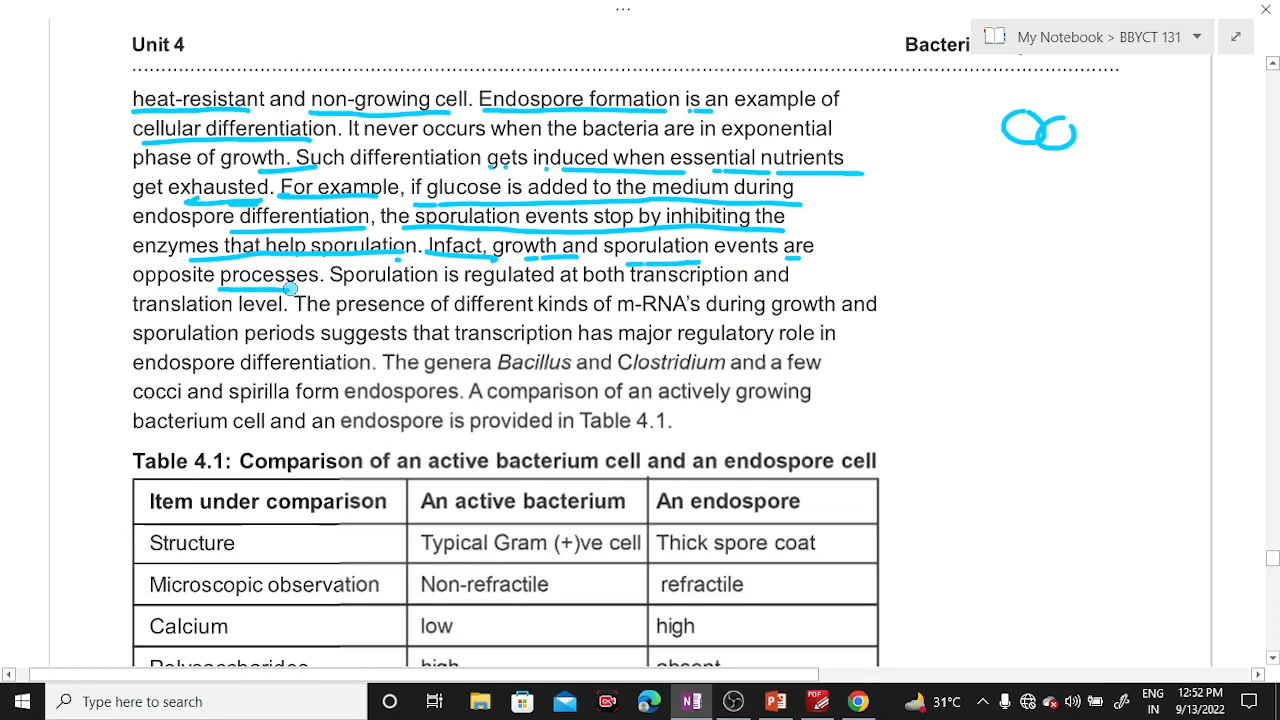 ...
Unit 4
Bacteri
My Notebook > BBYCT 131
heat-resistant and non-growing cell. Endospore formation is an example of
cellular differentiation. It never occurs when the bacteria are in exponential
phase of growth. Such differentiation gets induced when essential nutrients
get exhausted. For example, if glucose is added to the medium during
endospore differentiation, the sporulation events stop by inhibiting the
enzymes that help sporulation. Infact, growth and sporulation events are
opposite processes. Sporulation is regulated at both transcription and
translation level. The presence of different kinds of m-RNA's during growth and
sporulation periods suggests that transcription has major regulatory role in
endospore differentiation. The genera Bacillus and Clostridium and a few
cocci and spirilla form endospores. A comparison of an actively growing
bacterium cell and an endospore is provided in Table 4.1.
Table 4.1: Comparison of an active bacterium cell and an endospore cell
Item under comparison An active bacterium An endospore
Structure Typical Gram (+)ve cell Thick spore coat
Microscopic observation Non-refractile refractile
Calcium low high
Polysaccharides high absent
Type here to search
31°C
ENG
IN
12:52 PM
9/13/2022